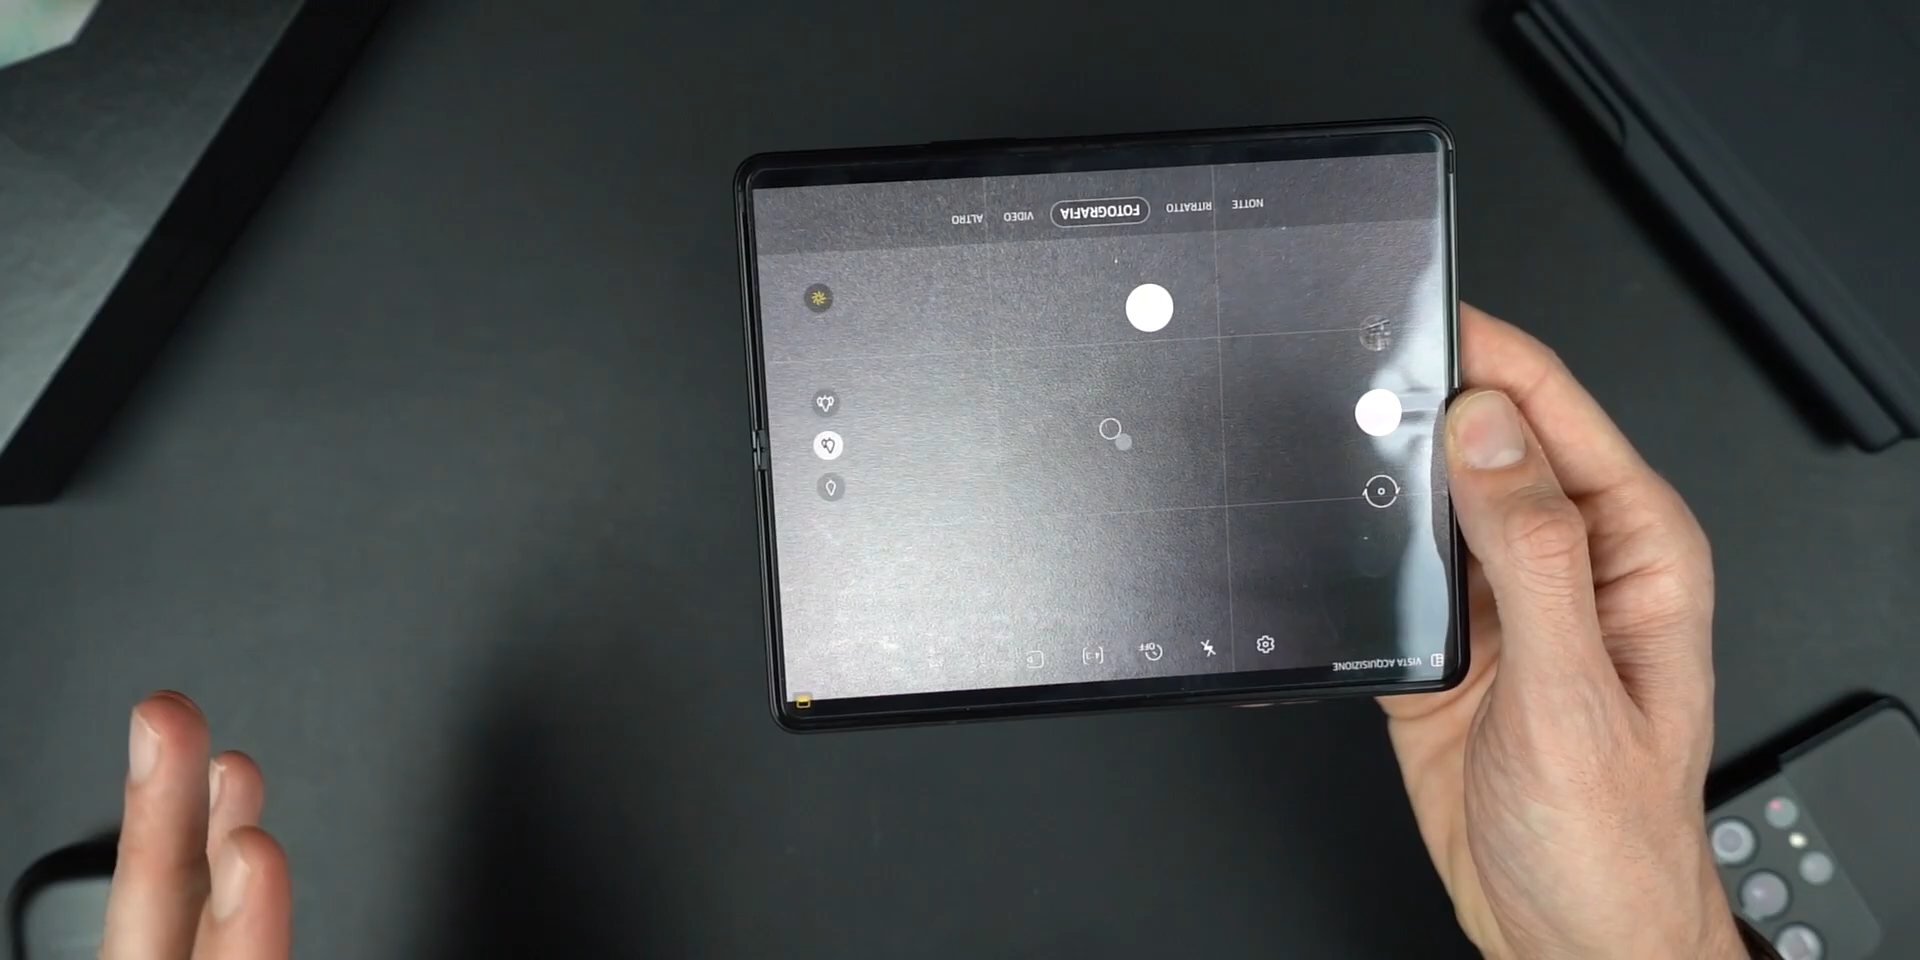 VISTA ACQUISIZIONE
OFF
NOTTE
RITRATTO
FOTOGRAFIA
VIDEO
ALTRO